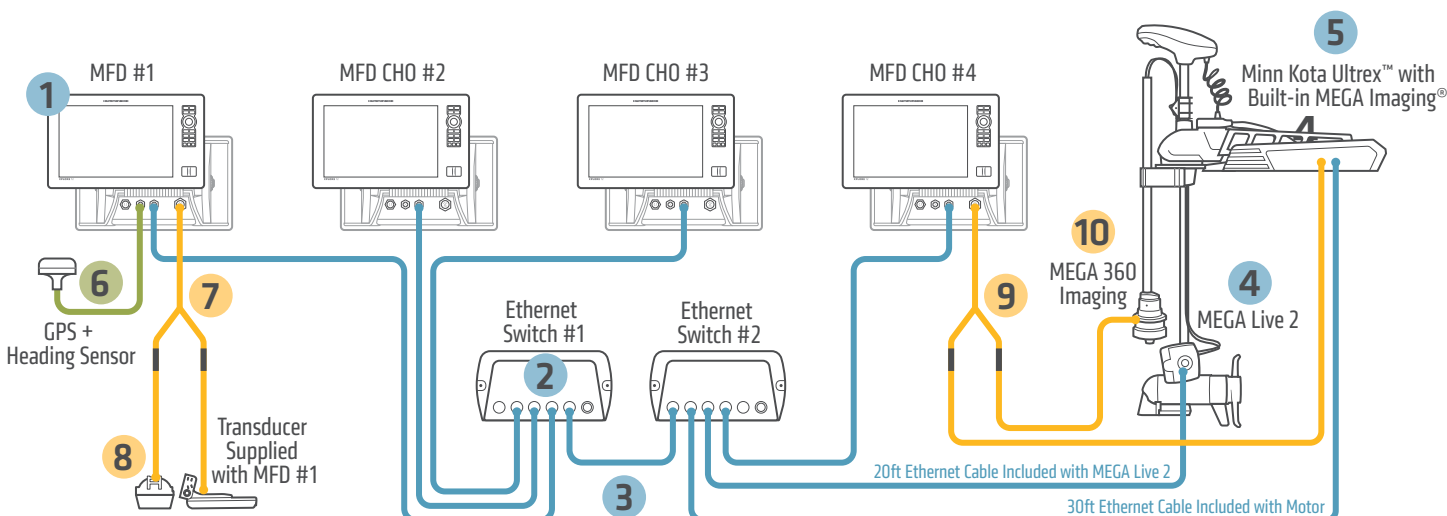 MFD #1
MFD CHO #2
MFD CHO #3
MFD CHO #4
5
Minn Kota Ultrex™ with
Built-in MEGA Imaging®
1
4
6
GPS +
Heading Sensor
7
8
Transducer
Supplied
with MFD #1
Ethernet
Switch #1
2
Ethernet
Switch #2
3
9
10
MEGA 360
Imaging
4
MEGA Live 2
20ft Ethernet Cable Included with MEGA Live 2
30ft Ethernet Cable Included with Motor